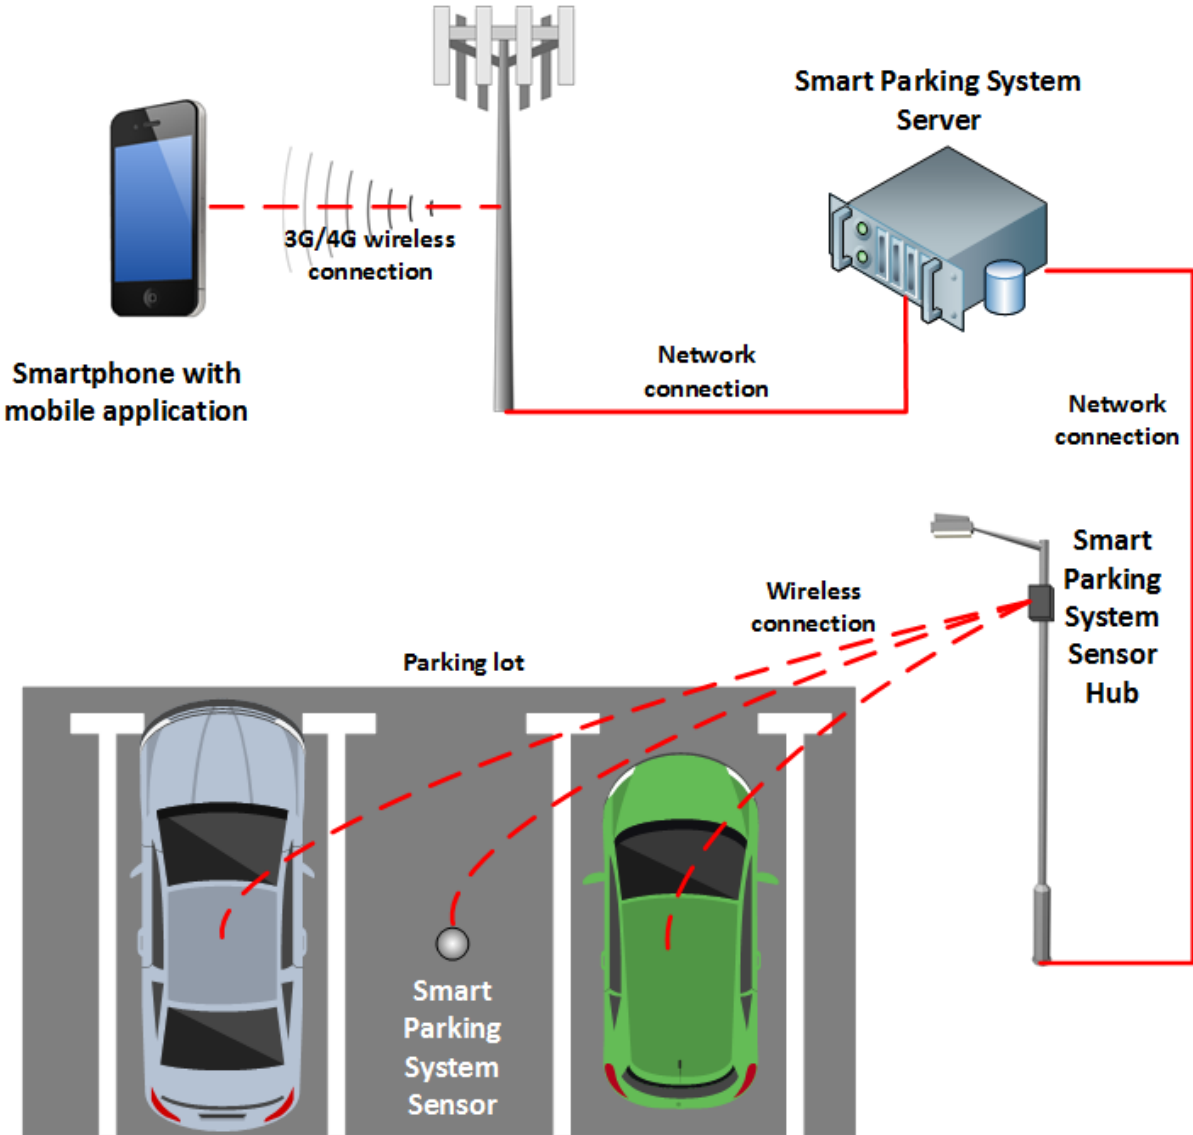 Smart Parking System
Server
3G/4G wireless
connection
Smartphone with
mobile application
Network
connection
Network
connection
Smart
Parking
System
Sensor
Hub
Wireless
connection
Parking lot
Smart
Parking
System
Sensor